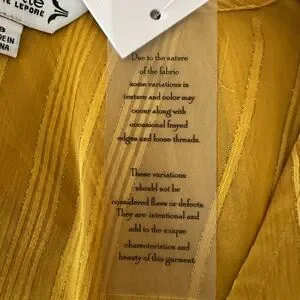 LEPORE
Due to the nature
of the fabric
some variations in
texture and color may
occur along with
occasional frayed
edges and loose threads.
These variations
should not be
considered flaws or defects.
They are intentional and
add to the unique
charecteristics and
beauty of this garment.